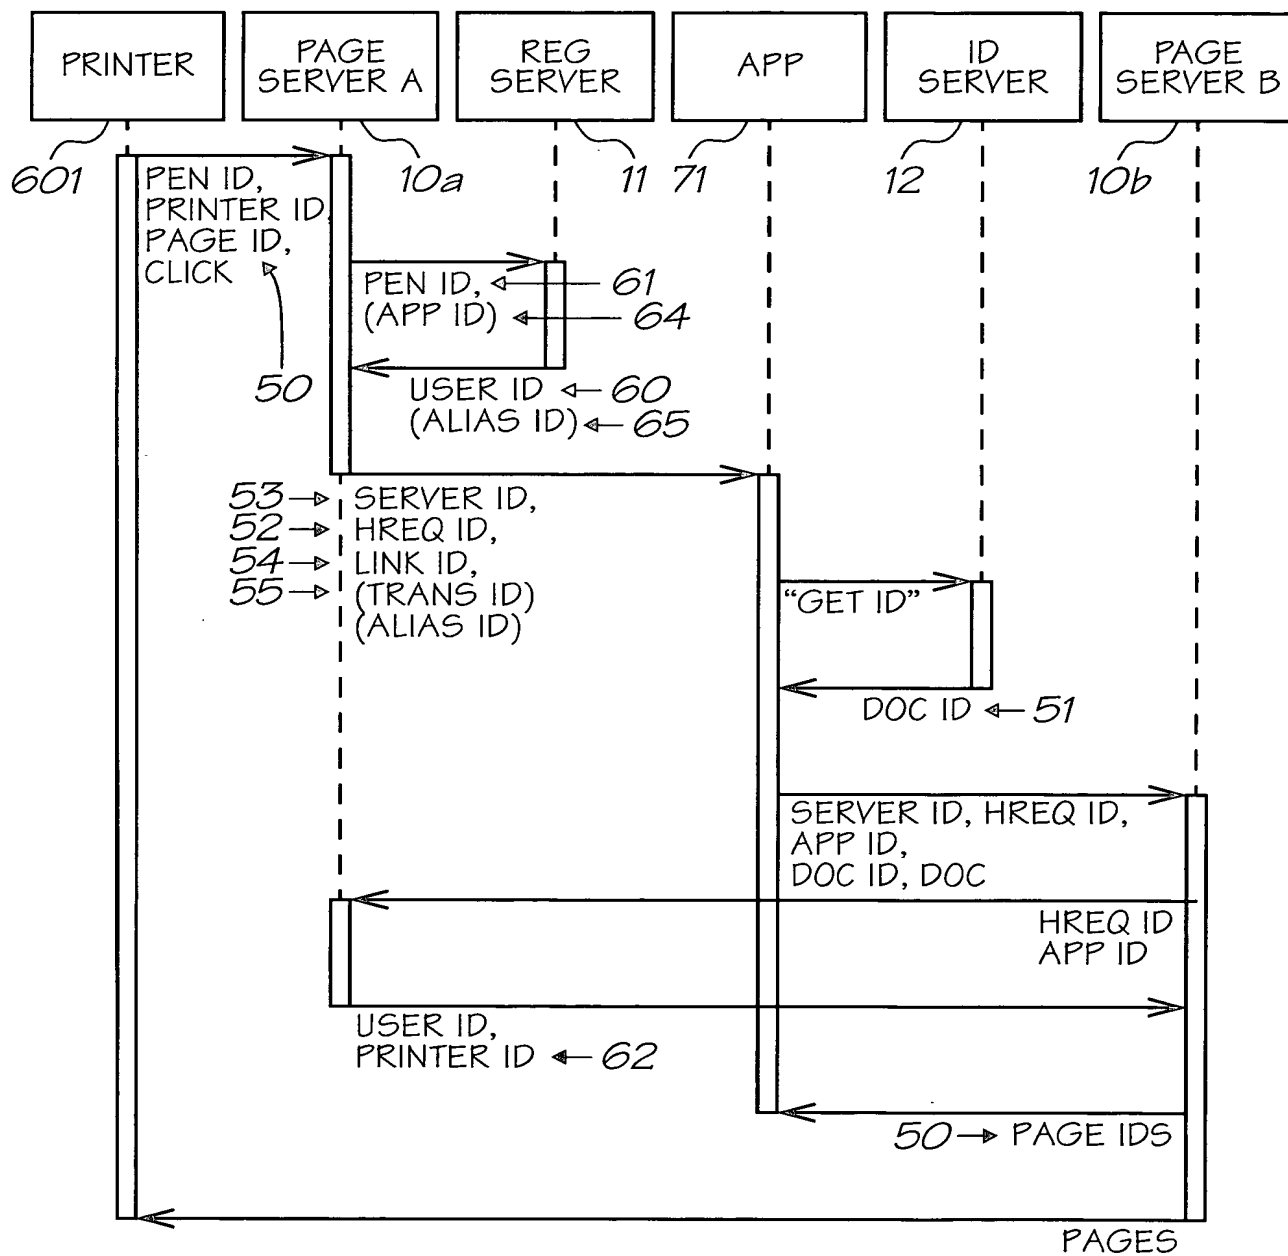 PRINTER
PAGE
SERVER A
REG
SERVER
APP
ID
SERVER
PAGE
SERVER B
601
10a
11
71
12
10b
PEN ID,
PRINTER ID
PAGE ID,
CLICK
50
PEN ID, 61
(APP ID) 64
USER ID 60
(ALIAS ID) 65
53 SERVER ID,
52 HREQ ID,
54 LINK ID,
55 (TRANS ID)
(ALIAS ID)
“GET ID”
DOC ID 51
SERVER ID, HREQ ID,
APP ID,
DOC ID, DOC
HREQ ID
APP ID
USER ID,
PRINTER ID 62
50 PAGE IDS
PAGES